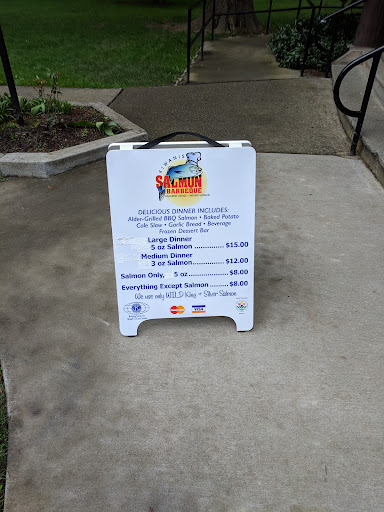 KIWANIS
SALMON
BARBEQUE
DELICIOUS DINNER INCLUDES:
Alder-Grilled BBQ Salmon • Baked Potato
Cole Slaw • Garlic Bread • Beverage
Frozen Dessert Bar
Large Dinner
5 oz Salmon .............. $15.00
Medium Dinner
3 oz Salmon .............. $12.00
Salmon Only, 5 oz .............. $8.00
Everything Except Salmon ........ $8.00
We use only WILD King & Silver Salmon
MasterCard
VISA